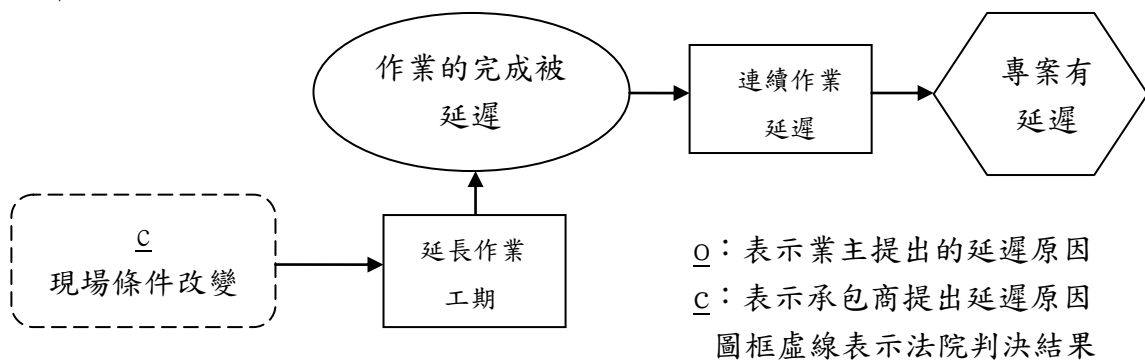 作業的完成被
延遲
連續作業
延遲
專案有
延遲
c
現場條件改變
延長作業
工期
o：表示業主提出的延遲原因
c：表示承包商提出延遲原因
圖框虛線表示法院判決結果